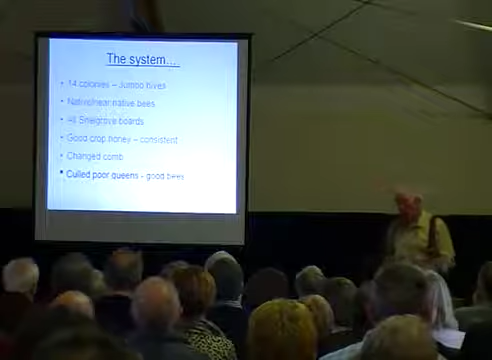 The system....
• 14 colonies – Jumbo hives
• Native/near native bees
• All Snelgrove boards
• Good crop honey – consistent
• Changed comb
• Culled poor queens - good bees